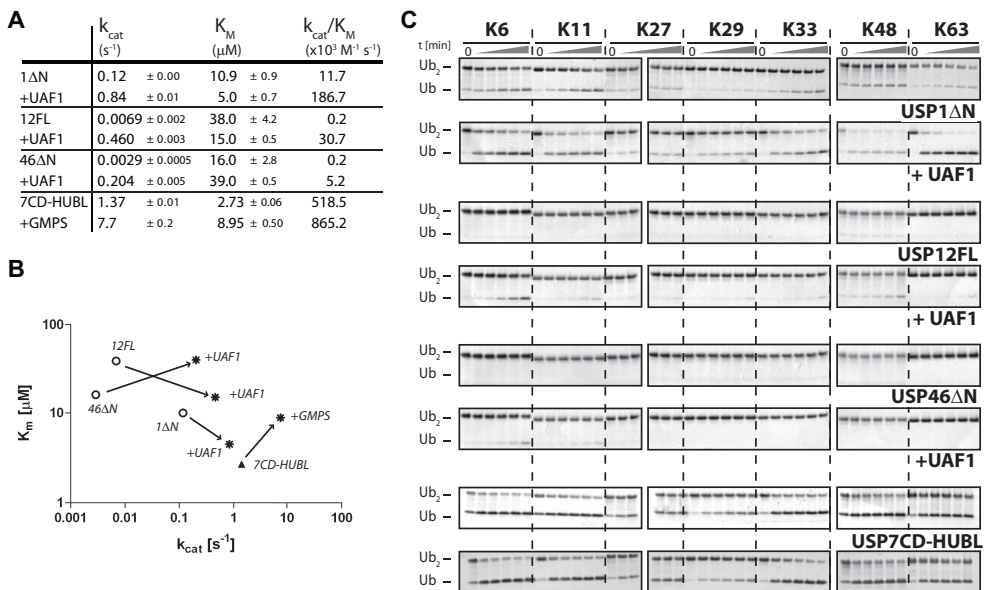 A
k cat (s⁻¹) K M (μM) k cat/K M (x10³ M⁻¹ s⁻¹)
1ΔN 0.12 ± 0.00 10.9 ± 0.9 11.7
+UAF1 0.84 ± 0.01 5.0 ± 0.7 186.7
12FL 0.0069 ± 0.002 38.0 ± 4.2 0.2
+UAF1 0.460 ± 0.003 15.0 ± 0.5 30.7
46ΔN 0.0029 ± 0.0005 16.0 ± 2.8 0.2
+UAF1 0.204 ± 0.005 39.0 ± 0.5 5.2
7CD-HUBL 1.37 ± 0.01 2.73 ± 0.06 518.5
+GMPS 7.7 ± 0.2 8.95 ± 0.50 865.2
B
100
10
1
K m [μM]
12FL
+UAF1
46ΔN
+UAF1
1ΔN
+GMPS
+UAF1
7CD-HUBL
0.001 0.01 0.1 1 10 100
k cat [s⁻¹]
C
K6 K11 K27 K29 K33 K48 K63
t [min] 0 0 0 0 0 0 0
Ub₂
Ub
USP1ΔN
Ub₂
Ub
+ UAF1
Ub₂
Ub
USP12FL
Ub₂
Ub
+ UAF1
Ub₂
Ub
USP46ΔN
Ub₂
Ub
+UAF1
Ub₂
Ub
USP7CD-HUBL
Ub₂
Ub